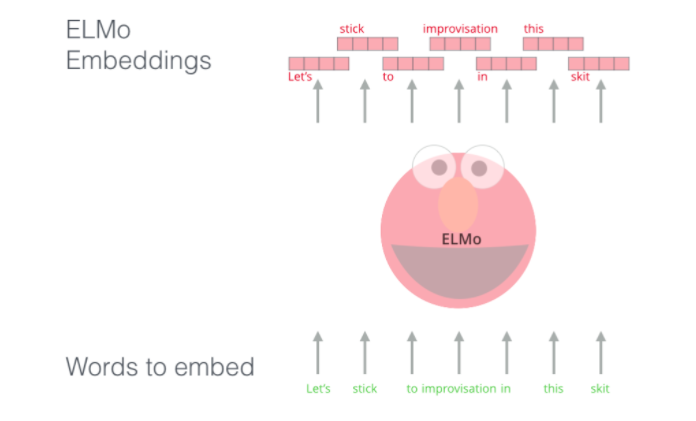 ELMo
Embeddings
stick improvisation this
Let's to in skit
ELMo
Words to embed
Let's stick to improvisation in this skit